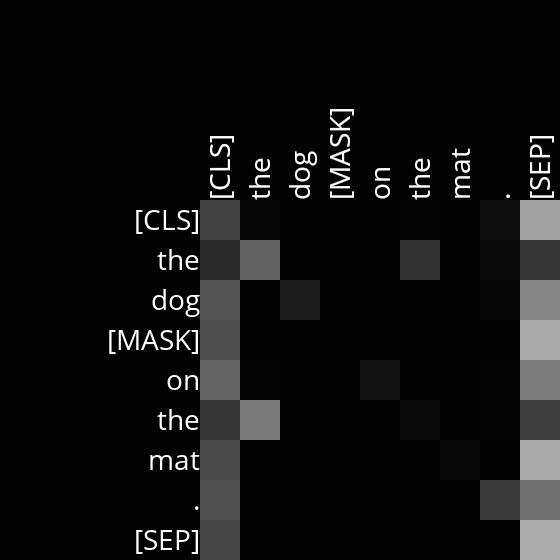 [CLS]
the
dog
[MASK]
on
the
mat
.
[SEP]
[CLS]
the
dog
[MASK]
on
the
mat
.
[SEP]